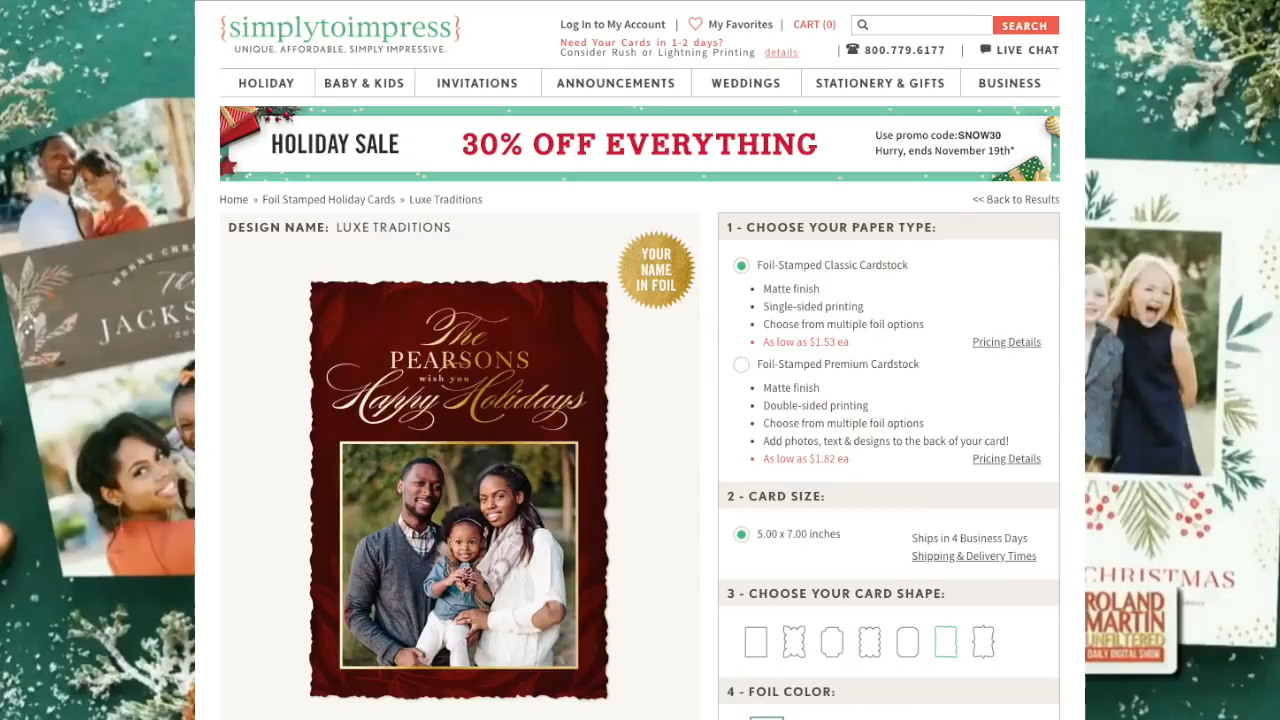 {simplytoimpress}
UNIQUE. AFFORDABLE. SIMPLY IMPRESSIVE.
Log In to My Account | My Favorites | CART (0)
SEARCH
Need Your Cards in 1-2 days?
Consider Rush or Lightning Printing details
| 800.779.6177 | LIVE CHAT
HOLIDAY BABY & KIDS INVITATIONS ANNOUNCEMENTS WEDDINGS STATIONERY & GIFTS BUSINESS
HOLIDAY SALE 30% OFF EVERYTHING
Use promo code:SNOW30
Hurry, ends November 19th*
Home » Foil Stamped Holiday Cards » Luxe Traditions
<< Back to Results
DESIGN NAME: LUXE TRADITIONS
YOUR
NAME
IN FOIL
The
PEARSONS
wish you
Happy Holidays
1 - CHOOSE YOUR PAPER TYPE:
Foil-Stamped Classic Cardstock
• Matte finish
• Single-sided printing
• Choose from multiple foil options
• As low as $1.53 ea Pricing Details
Foil-Stamped Premium Cardstock
• Matte finish
• Double-sided printing
• Choose from multiple foil options
• Add photos, text & designs to the back of your card!
• As low as $1.82 ea Pricing Details
2 - CARD SIZE:
5.00 x 7.00 inches
Ships in 4 Business Days
Shipping & Delivery Times
3 - CHOOSE YOUR CARD SHAPE:
4 - FOIL COLOR:
MERRY CHR
The
JACKS
CHRISTMAS
ROLAND
MARTIN
UNFILTERED
DAILY DIGITAL SHOW